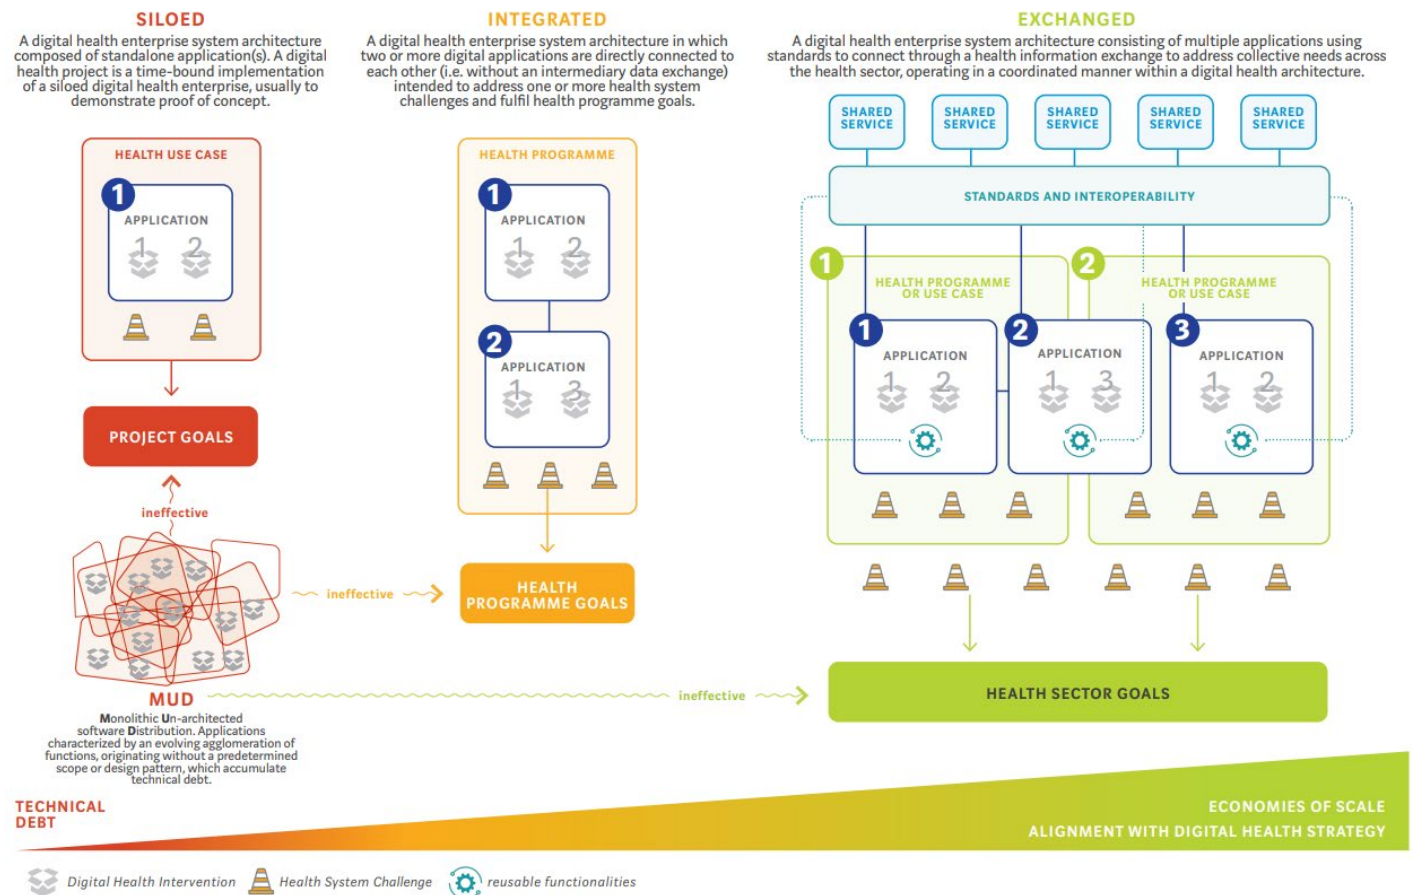 SILOED
A digital health enterprise system architecture
composed of standalone application(s). A digital
health project is a time-bound implementation
of a siloed digital health enterprise, usually to
demonstrate proof of concept.
HEALTH USE CASE
1
APPLICATION
1 2
PROJECT GOALS
ineffective
MUD
Monolithic Un-architected
software Distribution. Applications
characterized by an evolving agglomeration of
functions, originating without a predetermined
scope or design pattern, which accumulate
technical debt.
INTEGRATED
A digital health enterprise system architecture in which
two or more digital applications are directly connected to
each other (i.e. without an intermediary data exchange)
intended to address one or more health system
challenges and fulfil health programme goals.
HEALTH PROGRAMME
1
APPLICATION
1 2
2
APPLICATION
1 3
ineffective
HEALTH
PROGRAMME GOALS
EXCHANGED
A digital health enterprise system architecture consisting of multiple applications using
standards to connect through a health information exchange to address collective needs across
the health sector, operating in a coordinated manner within a digital health architecture.
SHARED
SERVICE
SHARED
SERVICE
SHARED
SERVICE
SHARED
SERVICE
SHARED
SERVICE
STANDARDS AND INTEROPERABILITY
1
HEALTH PROGRAMME
OR USE CASE
2
HEALTH PROGRAMME
OR USE CASE
1
APPLICATION
1 2
2
APPLICATION
1 3
3
APPLICATION
1 2
ineffective
HEALTH SECTOR GOALS
TECHNICAL
DEBT
ECONOMIES OF SCALE
ALIGNMENT WITH DIGITAL HEALTH STRATEGY
Digital Health Intervention
Health System Challenge
reusable functionalities